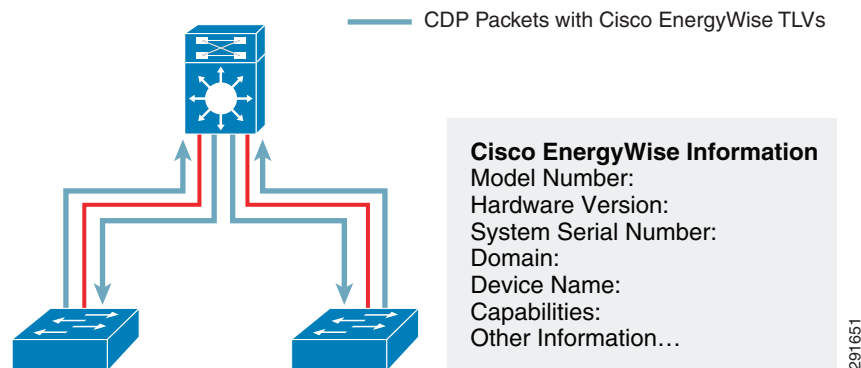 CDP Packets with Cisco EnergyWise TLVs
Cisco EnergyWise Information
Model Number:
Hardware Version:
System Serial Number:
Domain:
Device Name:
Capabilities:
Other Information…
291651